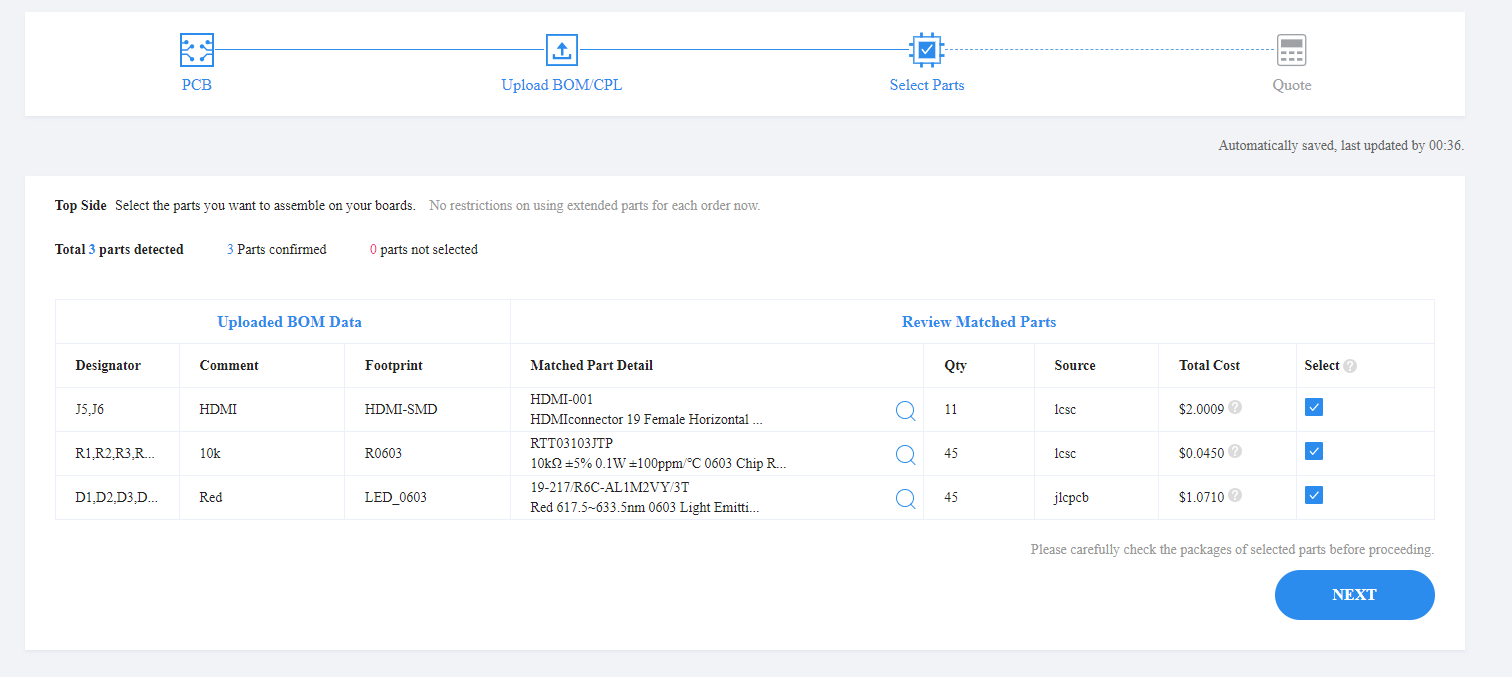 PCB
Upload BOM/CPL
Select Parts
Quote
Automatically saved, last updated by 00:36.
Top Side Select the parts you want to assemble on your boards. No restrictions on using extended parts for each order now.
Total 3 parts detected 3 Parts confirmed 0 parts not selected
Uploaded BOM Data Review Matched Parts
Designator Comment Footprint Matched Part Detail Qty Source Total Cost Select ?
J5,J6 HDMI HDMI-SMD HDMI-001
HDMIconnector 19 Female Horizontal ... 11 lcsc $2.0009 ?
R1,R2,R3,R... 10k R0603 RTT03103JTP
10kΩ ±5% 0.1W ±100ppm/℃ 0603 Chip R... 45 lcsc $0.0450 ?
D1,D2,D3,D... Red LED_0603 19-217/R6C-AL1M2VY/3T
Red 617.5~633.5nm 0603 Light Emitti... 45 jlcpcb $1.0710 ?
Please carefully check the packages of selected parts before proceeding.
NEXT